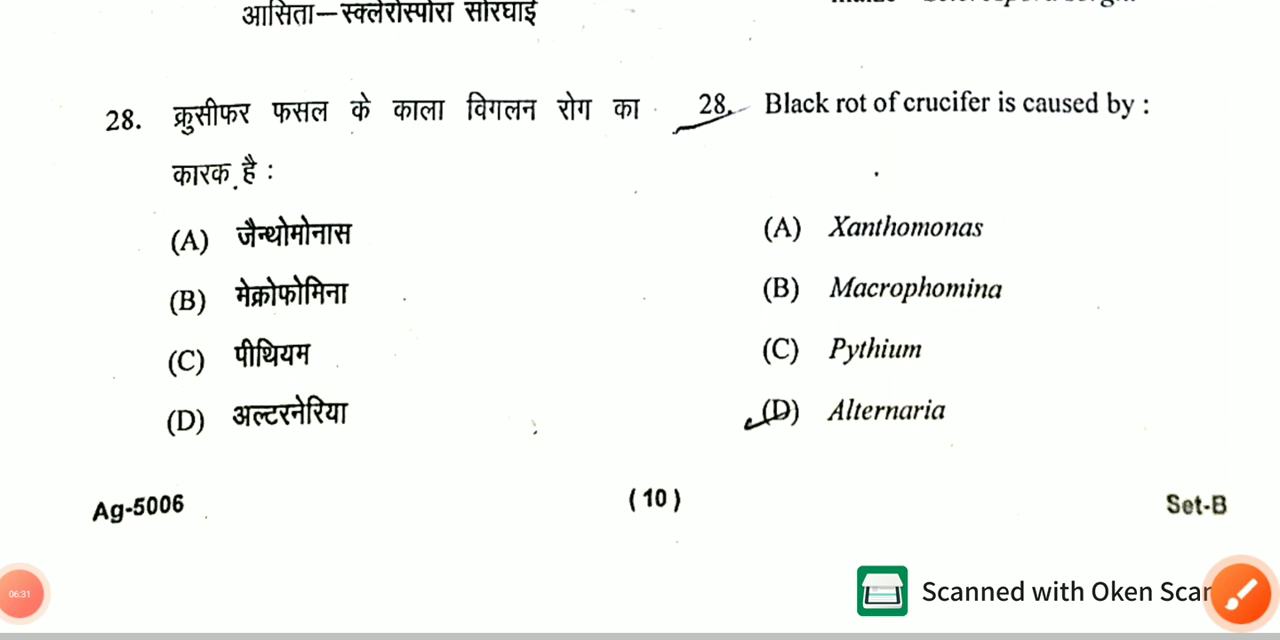 आसिता–स्क्लेरोस्पोरा सोरघाई
28. क्रुसीफर फसल के काला विगलन रोग का
कारक है :
(A) जैन्थोमोनास
(B) मेक्रोफोमिना
(C) पीथियम
(D) अल्टरनेरिया
28. Black rot of crucifer is caused by :
(A) Xanthomonas
(B) Macrophomina
(C) Pythium
(D) Alternaria
Ag-5006
( 10 )
Set-B
Scanned with Oken Scan
06:31